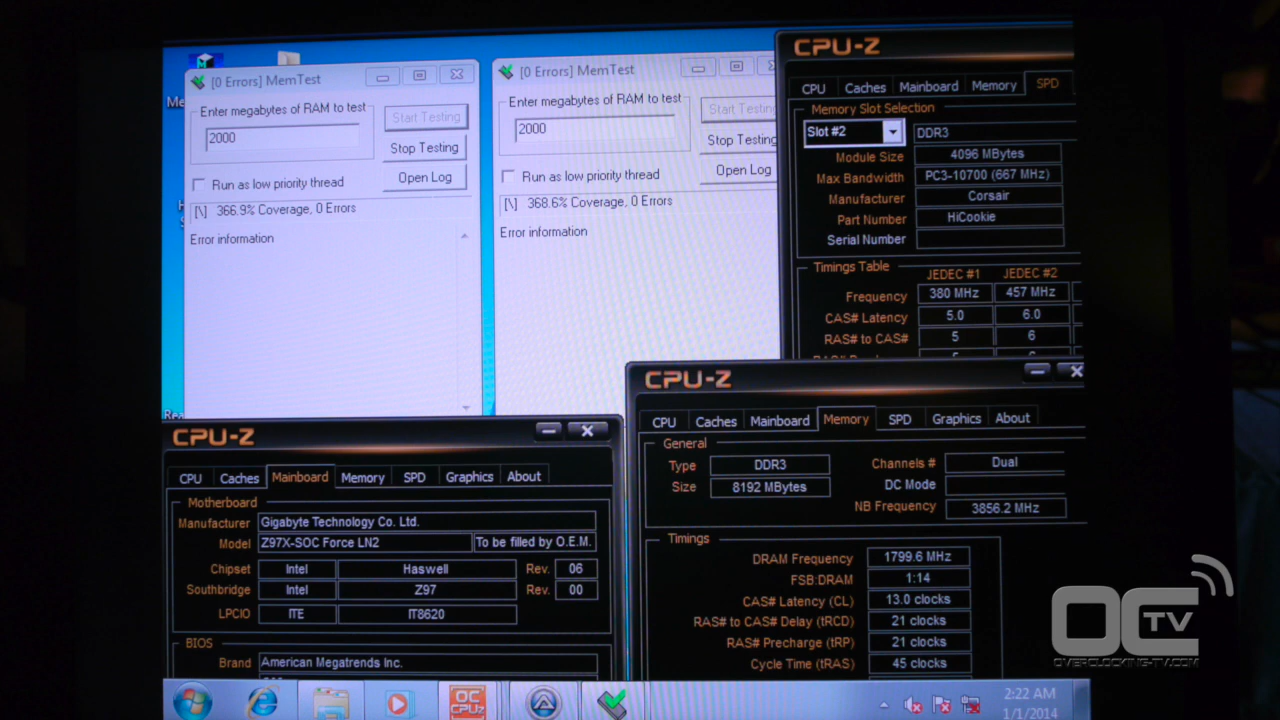 [0 Errors] MemTest
Enter megabytes of RAM to test
2000
Start Testing
Stop Testing
Open Log
Run as low priority thread
[\] 366.9% Coverage, 0 Errors
Error information
[0 Errors] MemTest
Enter megabytes of RAM to test
2000
Start Testing
Stop Testing
Open Log
Run as low priority thread
[\] 368.6% Coverage, 0 Errors
Error information
CPU-Z
CPU Caches Mainboard Memory SPD
Memory Slot Selection
Slot #2 DDR3
Module Size 4096 MBytes
Max Bandwidth PC3-10700 (667 MHz)
Manufacturer Corsair
Part Number HiCookie
Serial Number
Timings Table
JEDEC #1 JEDEC #2
Frequency 380 MHz 457 MHz
CAS# Latency 5.0 6.0
RAS# to CAS# 5 6
CPU-Z
CPU Caches Mainboard Memory SPD Graphics About
Motherboard
Manufacturer Gigabyte Technology Co. Ltd.
Model Z97X-SOC Force LN2 To be filled by O.E.M.
Chipset Intel Haswell Rev. 06
Southbridge Intel Z97 Rev. 00
LPCIO ITE IT8620
BIOS
Brand American Megatrends Inc.
CPU-Z
CPU Caches Mainboard Memory SPD Graphics About
General
Type DDR3 Channels # Dual
Size 8192 MBytes DC Mode
NB Frequency 3856.2 MHz
Timings
DRAM Frequency 1799.6 MHz
FSB:DRAM 1:14
CAS# Latency (CL) 13.0 clocks
RAS# to CAS# Delay (tRCD) 21 clocks
RAS# Precharge (tRP) 21 clocks
Cycle Time (tRAS) 45 clocks
OC CPUz
2:22 AM
1/1/2014
OC TV
OVERCLOCKING-TV.COM